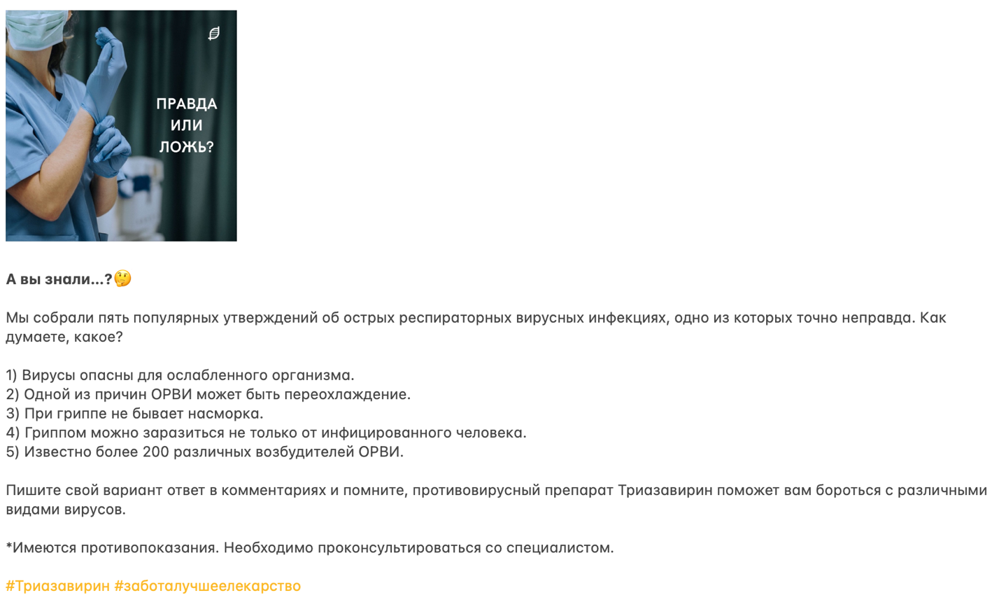 ПРАВДА
ИЛИ
ЛОЖЬ?
А вы знали...?🤔
Мы собрали пять популярных утверждений об острых респираторных вирусных инфекциях, одно из которых точно неправда. Как
думаете, какое?
1) Вирусы опасны для ослабленного организма.
2) Одной из причин ОРВИ может быть переохлаждение.
3) При гриппе не бывает насморка.
4) Гриппом можно заразиться не только от инфицированного человека.
5) Известно более 200 различных возбудителей ОРВИ.
Пишите свой вариант ответ в комментариях и помните, противовирусный препарат Триазавирин поможет вам бороться с различными
видами вирусов.
*Имеются противопоказания. Необходимо проконсультироваться со специалистом.
#Триазавирин #заботалучшеелекарство